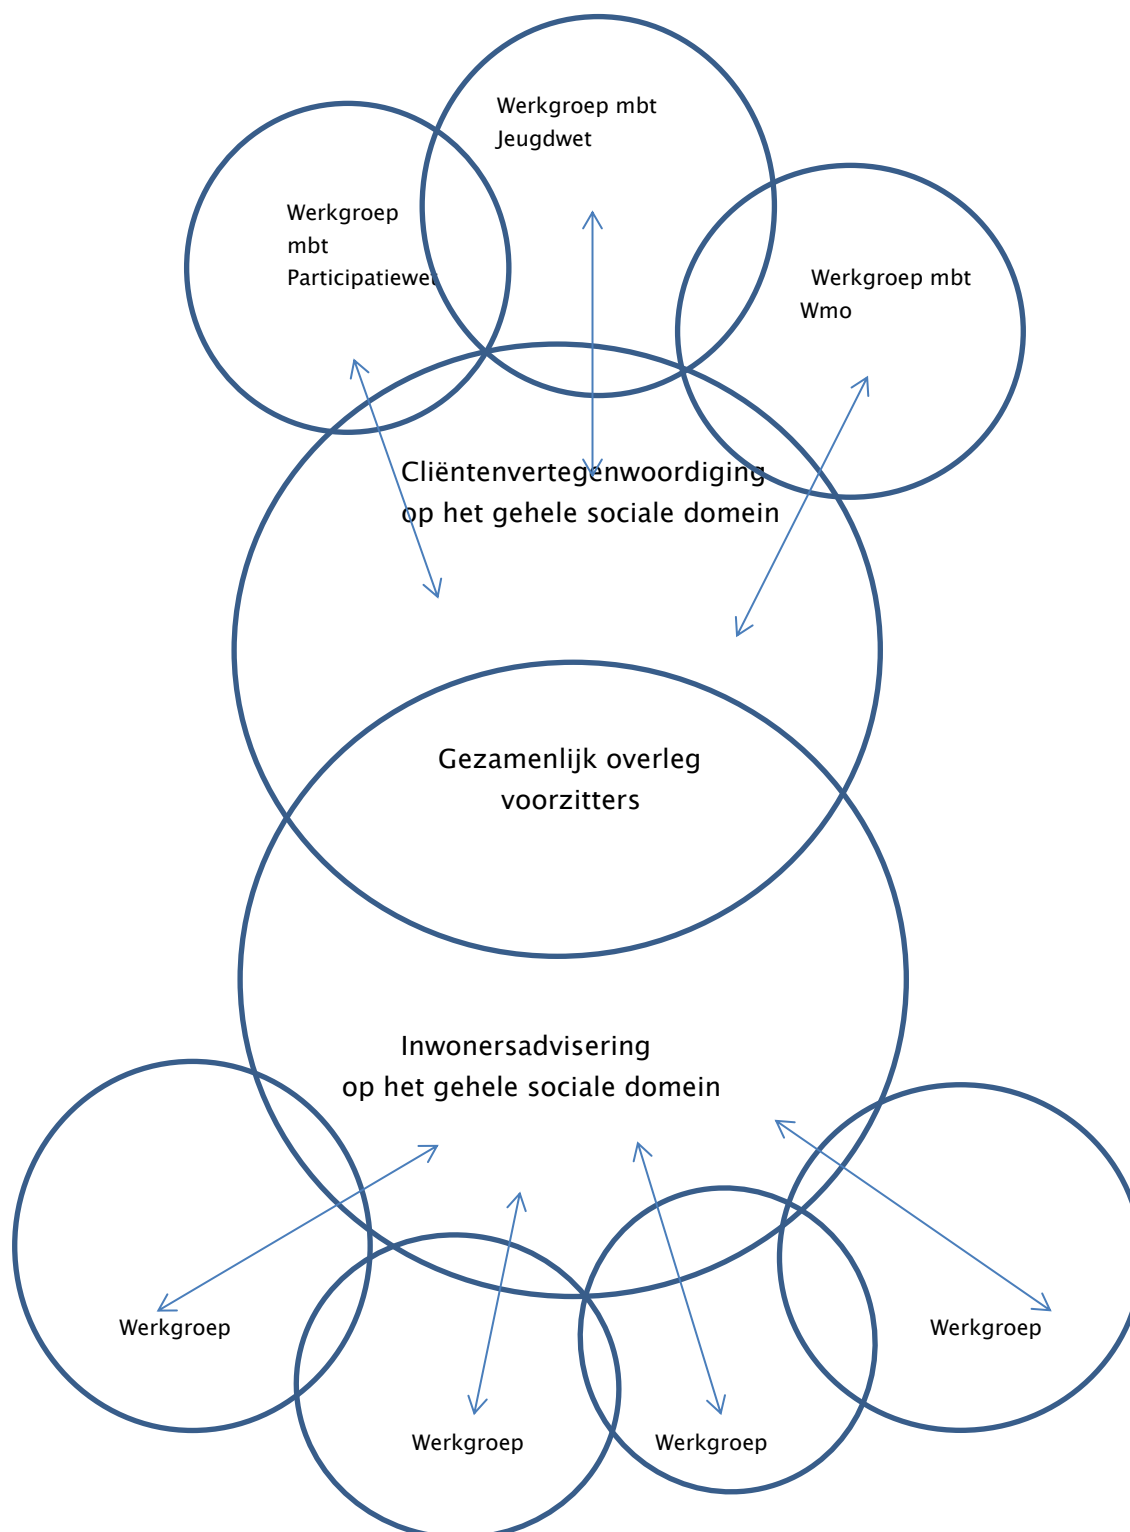 Werkgroep mbt
Jeugdwet
Werkgroep
mbt
Participatiewet
Werkgroep mbt
Wmo
Cliëntenvertegenwoordiging
op het gehele sociale domein
Gezamenlijk overleg
voorzitters
Inwonersadvisering
op het gehele sociale domein
Werkgroep
Werkgroep
Werkgroep
Werkgroep